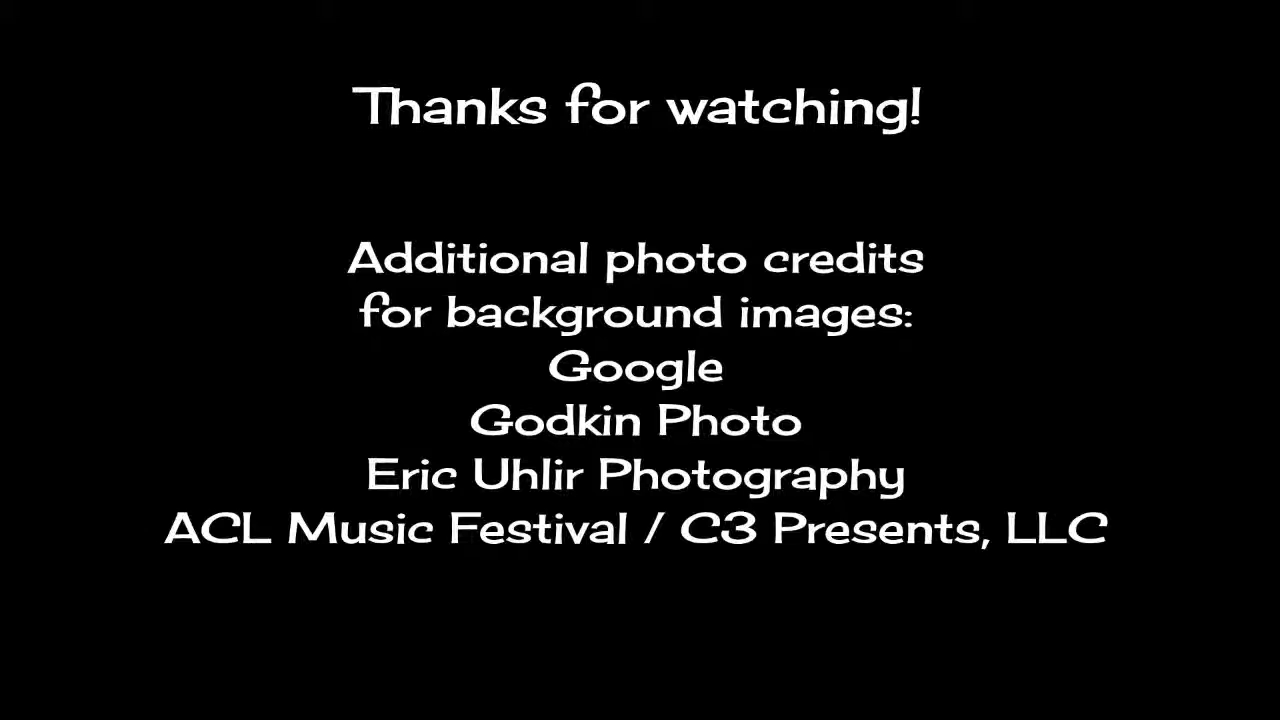 Thanks for watching!
Additional photo credits
for background images:
Google
Godkin Photo
Eric Uhlir Photography
ACL Music Festival / C3 Presents, LLC